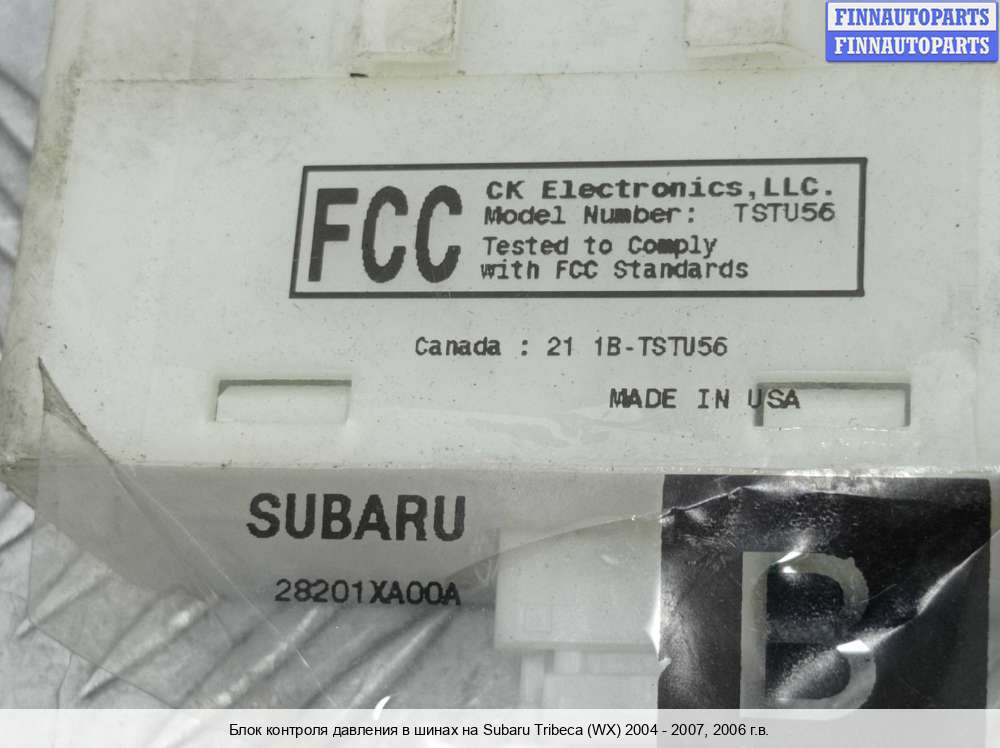 FINNAUTOPARTS
FINNAUTOPARTS
FCC
CK Electronics, LLC.
Model Number: TSTU56
Tested to Comply
with FCC Standards
Canada : 21 1B-TSTU56
MADE IN USA
SUBARU
28201XA00A
B
Блок контроля давления в шинах на Subaru Tribeca (WX) 2004 - 2007, 2006 г.в.